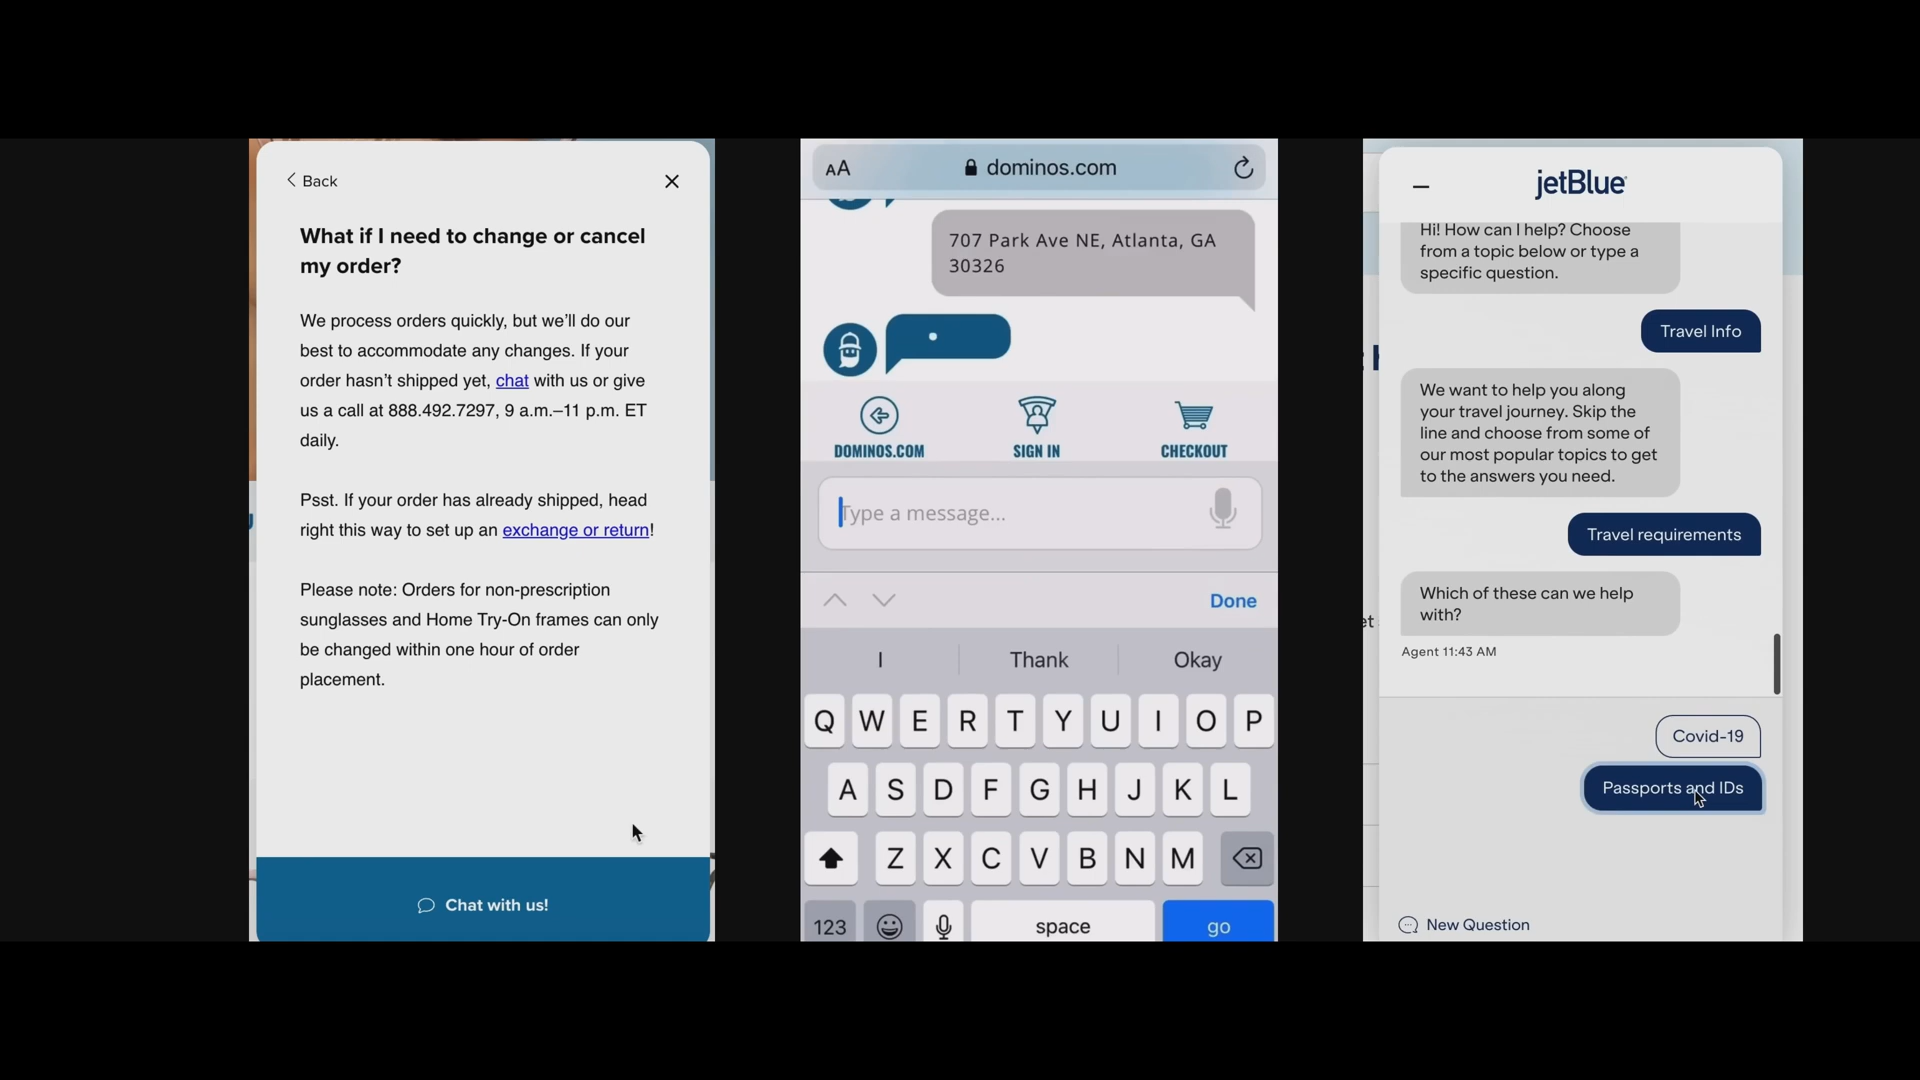 Back
What if I need to change or cancel
my order?
We process orders quickly, but we'll do our
best to accommodate any changes. If your
order hasn't shipped yet, chat with us or give
us a call at 888.492.7297, 9 a.m.–11 p.m. ET
daily.
Psst. If your order has already shipped, head
right this way to set up an exchange or return!
Please note: Orders for non-prescription
sunglasses and Home Try-On frames can only
be changed within one hour of order
placement.
Chat with us!
AA
dominos.com
707 Park Ave NE, Atlanta, GA
30326
DOMINOS.COM
SIGN IN
CHECKOUT
Type a message...
Done
I
Thank
Okay
Q W E R T Y U I O P
A S D F G H J K L
Z X C V B N M
123
space
go
jetBlue
Hi! How can I help? Choose
from a topic below or type a
specific question.
Travel Info
We want to help you along
your travel journey. Skip the
line and choose from some of
our most popular topics to get
to the answers you need.
Travel requirements
Which of these can we help
with?
Agent 11:43 AM
et
Covid-19
Passports and IDs
New Question